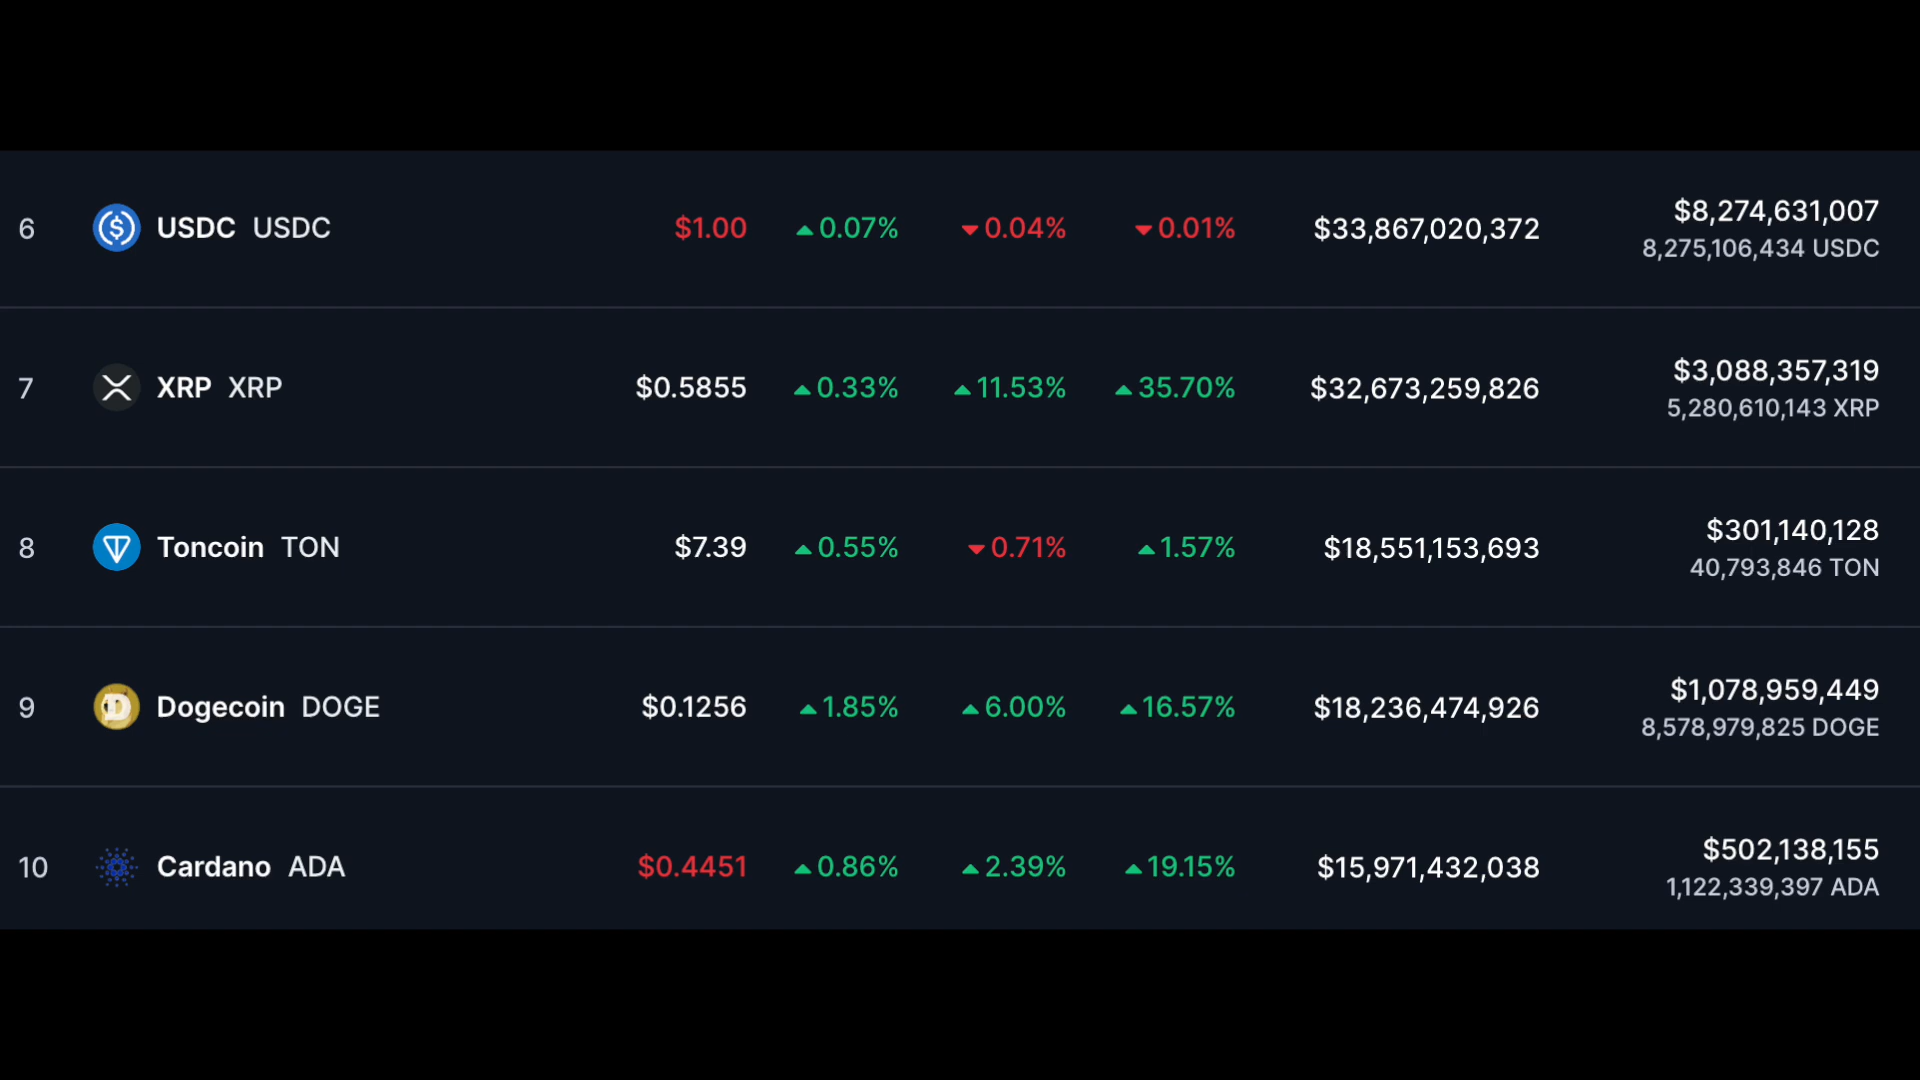 6 USDC USDC $1.00 0.07% 0.04% 0.01% $33,867,020,372 $8,274,631,007
8,275,106,434 USDC
7 XRP XRP $0.5855 0.33% 11.53% 35.70% $32,673,259,826 $3,088,357,319
5,280,610,143 XRP
8 Toncoin TON $7.39 0.55% 0.71% 1.57% $18,551,153,693 $301,140,128
40,793,846 TON
9 Dogecoin DOGE $0.1256 1.85% 6.00% 16.57% $18,236,474,926 $1,078,959,449
8,578,979,825 DOGE
10 Cardano ADA $0.4451 0.86% 2.39% 19.15% $15,971,432,038 $502,138,155
1,122,339,397 ADA